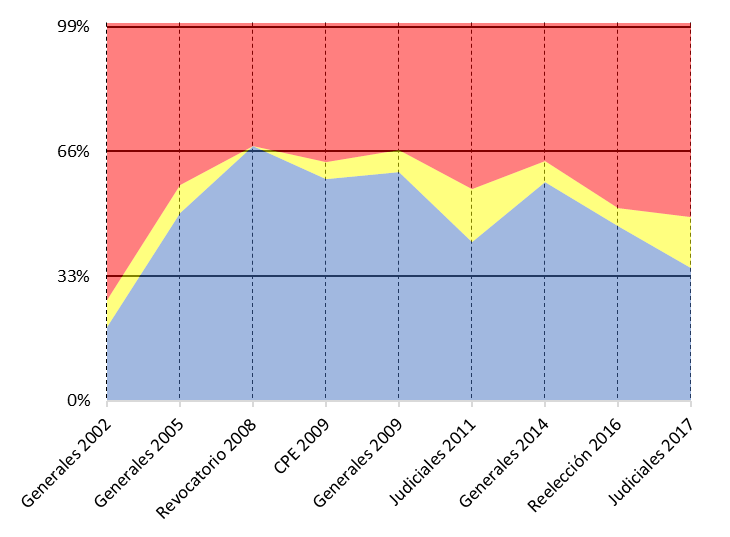 99%
66%
33%
0%
Generales 2002
Generales 2005
Revocatorio 2008
CPE 2009
Generales 2009
Judiciales 2011
Generales 2014
Reelección 2016
Judiciales 2017